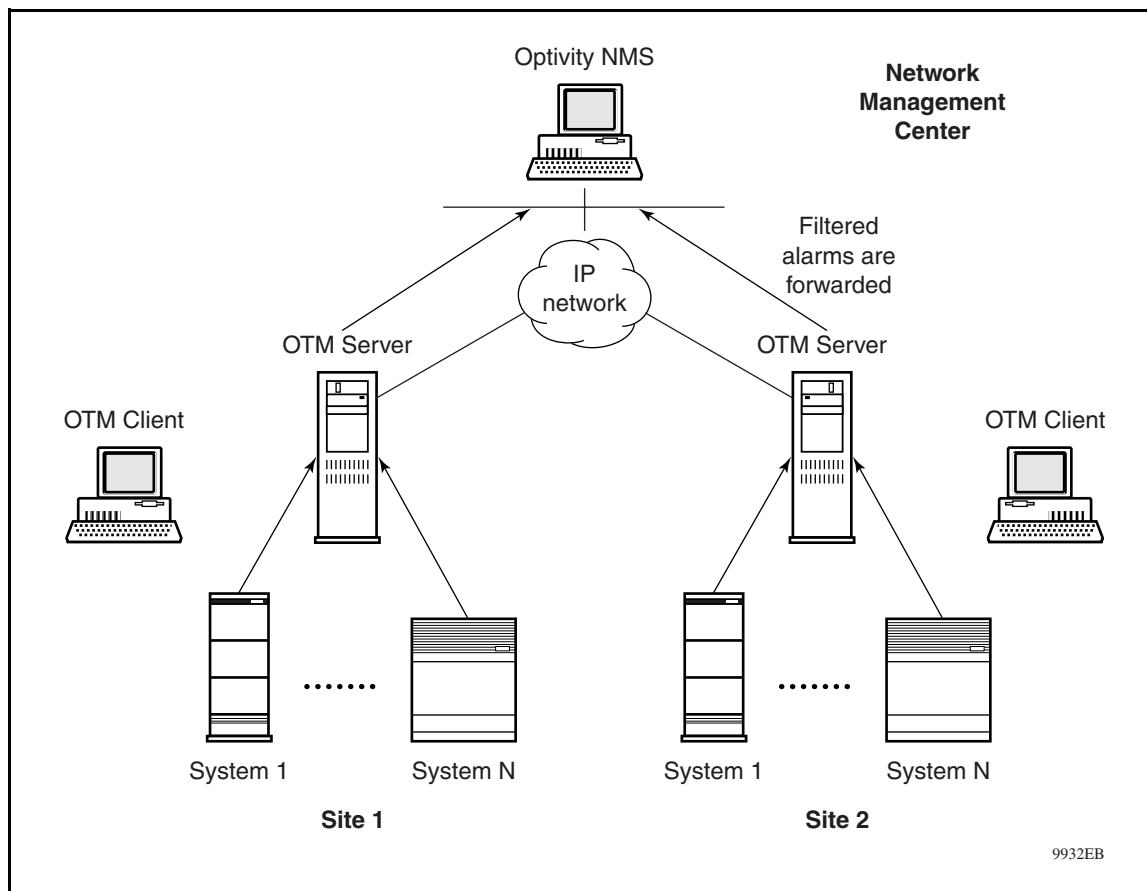 Optivity NMS
Network
Management
Center
Filtered
alarms are
forwarded
IP
network
OTM Server
OTM Server
OTM Client
OTM Client
System 1
System N
System 1
System N
Site 1
Site 2
9932EB